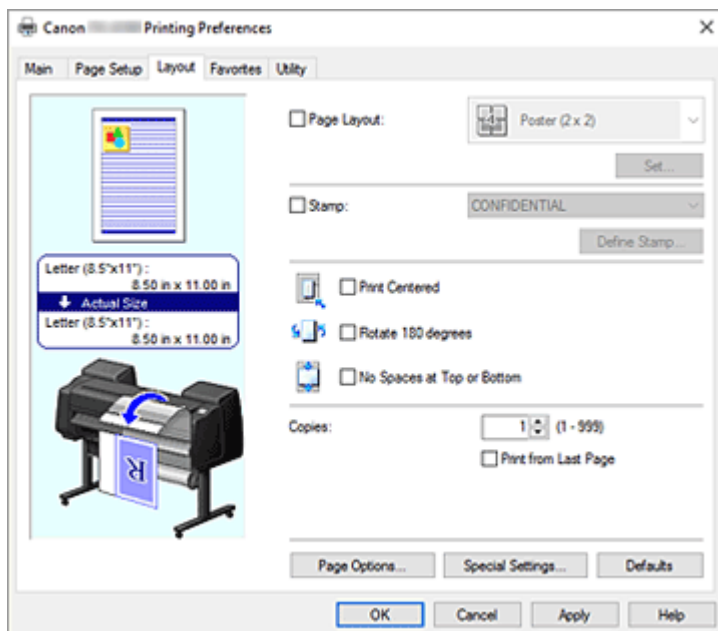 Canon Printing Preferences
Main Page Setup Layout Favorites Utility
Page Layout: 4 Poster (2 x 2)
Set...
Stamp: CONFIDENTIAL
Define Stamp...
Letter (8.5"x11") :
8.50 in x 11.00 in
Actual Size
Letter (8.5"x11") :
8.50 in x 11.00 in
Print Centered
Rotate 180 degrees
No Spaces at Top or Bottom
R
Copies: 1 (1 - 999)
Print from Last Page
Page Options... Special Settings... Defaults
OK Cancel Apply Help